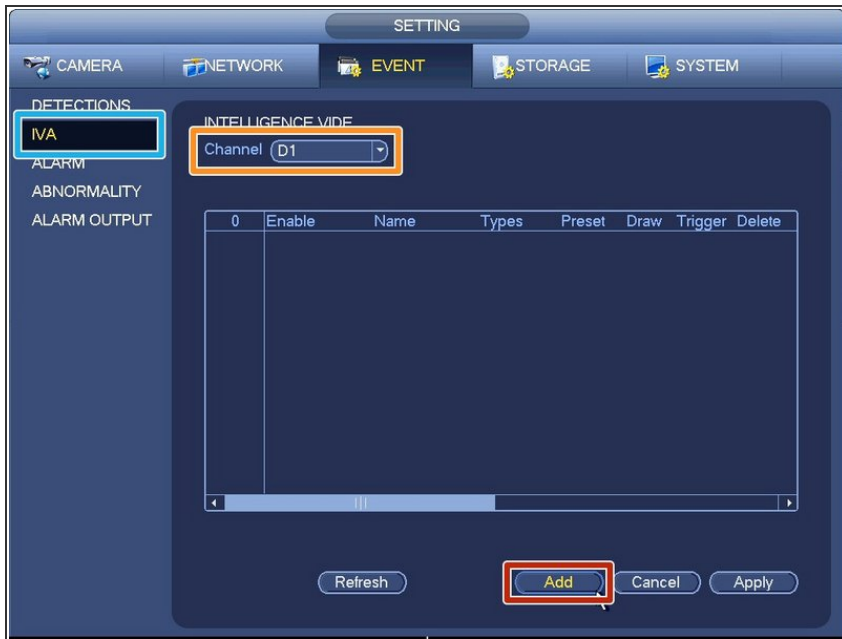 SETTING
CAMERA NETWORK EVENT STORAGE SYSTEM
DETECTIONS
IVA
ALARM
ABNORMALITY
ALARM OUTPUT
INTELLIGENCE VIDE
Channel D1
0 Enable Name Types Preset Draw Trigger Delete
Refresh Add Cancel Apply